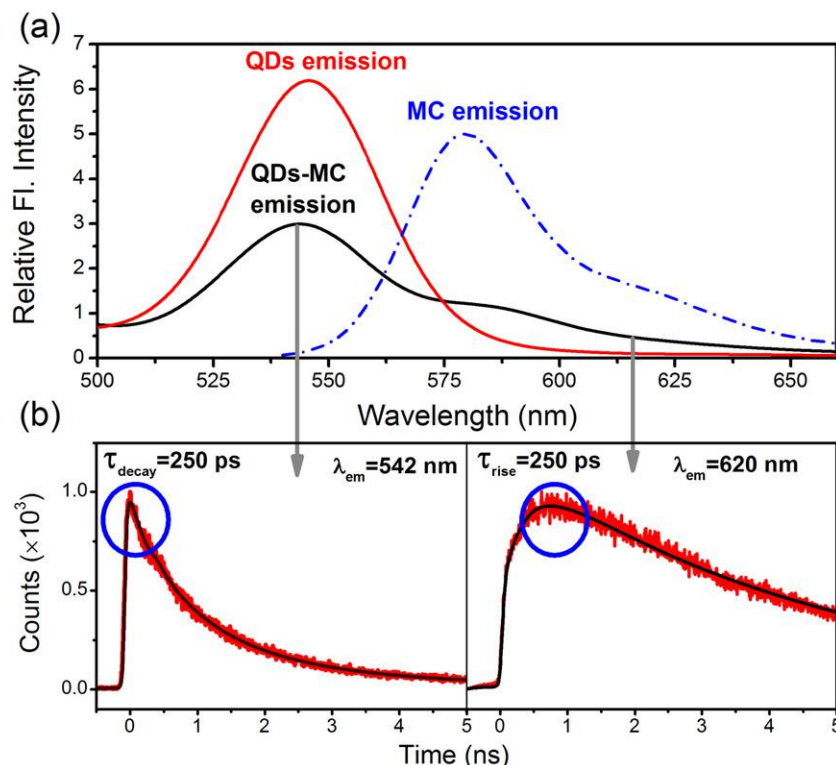 (a)
7
6
5
4
3
2
1
0
Relative Fl. Intensity
QDs emission
MC emission
QDs-MC
emission
500 525 550 575 600 625 650
Wavelength (nm)
(b)
τdecay=250 ps
λem=542 nm
τrise=250 ps
λem=620 nm
1.0
0.5
0.0
Counts (×10³)
0 1 2 3 4 5
0 1 2 3 4 5
Time (ns)